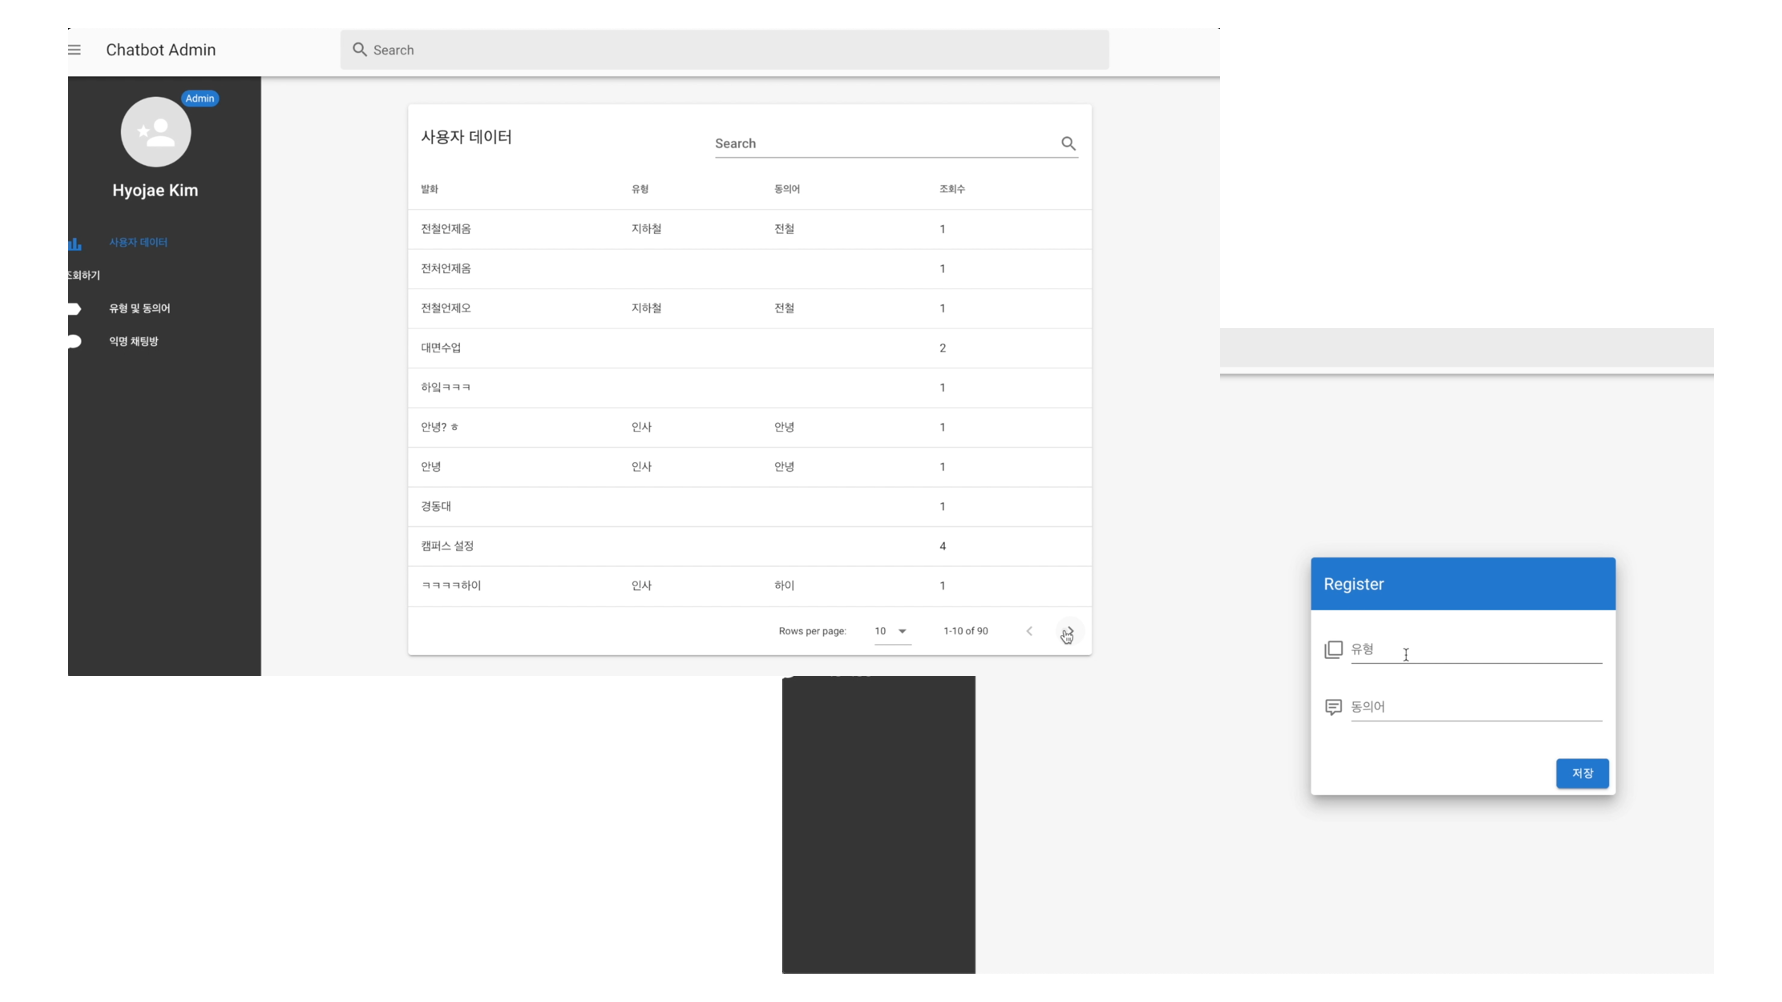 Chatbot Admin
Search
Admin
Hyojae Kim
사용자 데이터
조회하기
유형 및 동의어
익명 채팅방
사용자 데이터
Search
발화 유형 동의어 조회수
전철언제옴 지하철 전철 1
전처언제옴 1
전철언제오 지하철 전철 1
대면수업 2
하잌ㅋㅋㅋ 1
안녕? ㅎ 인사 안녕 1
안녕 인사 안녕 1
경동대 1
캠퍼스 설정 4
ㅋㅋㅋㅋ하이 인사 하이 1
Rows per page: 10 1-10 of 90
Register
유형
동의어
저장